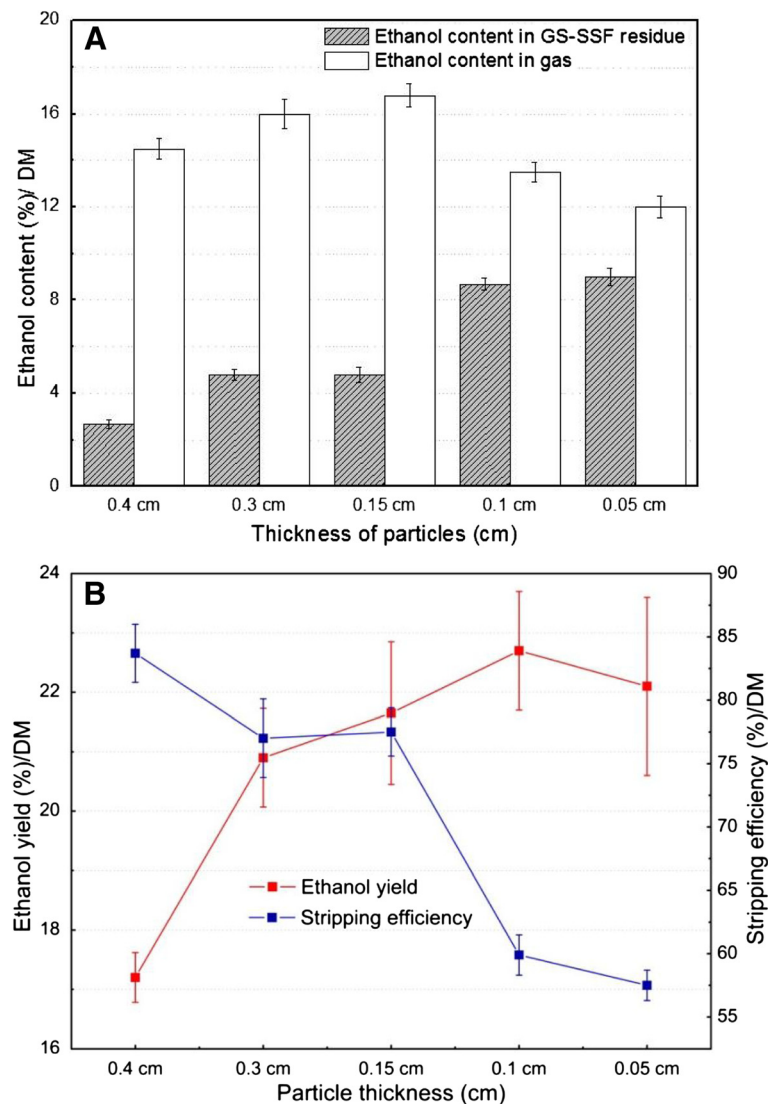 A
Ethanol content in GS-SSF residue
Ethanol content in gas
20
16
12
8
4
0
Ethanol content (%)/ DM
0.4 cm 0.3 cm 0.15 cm 0.1 cm 0.05 cm
Thickness of particles (cm)
B
24
22
20
18
16
Ethanol yield (%)/DM
90
85
80
75
70
65
60
55
Stripping efficiency (%)/DM
Ethanol yield
Stripping efficiency
0.4 cm 0.3 cm 0.15 cm 0.1 cm 0.05 cm
Particle thickness (cm)